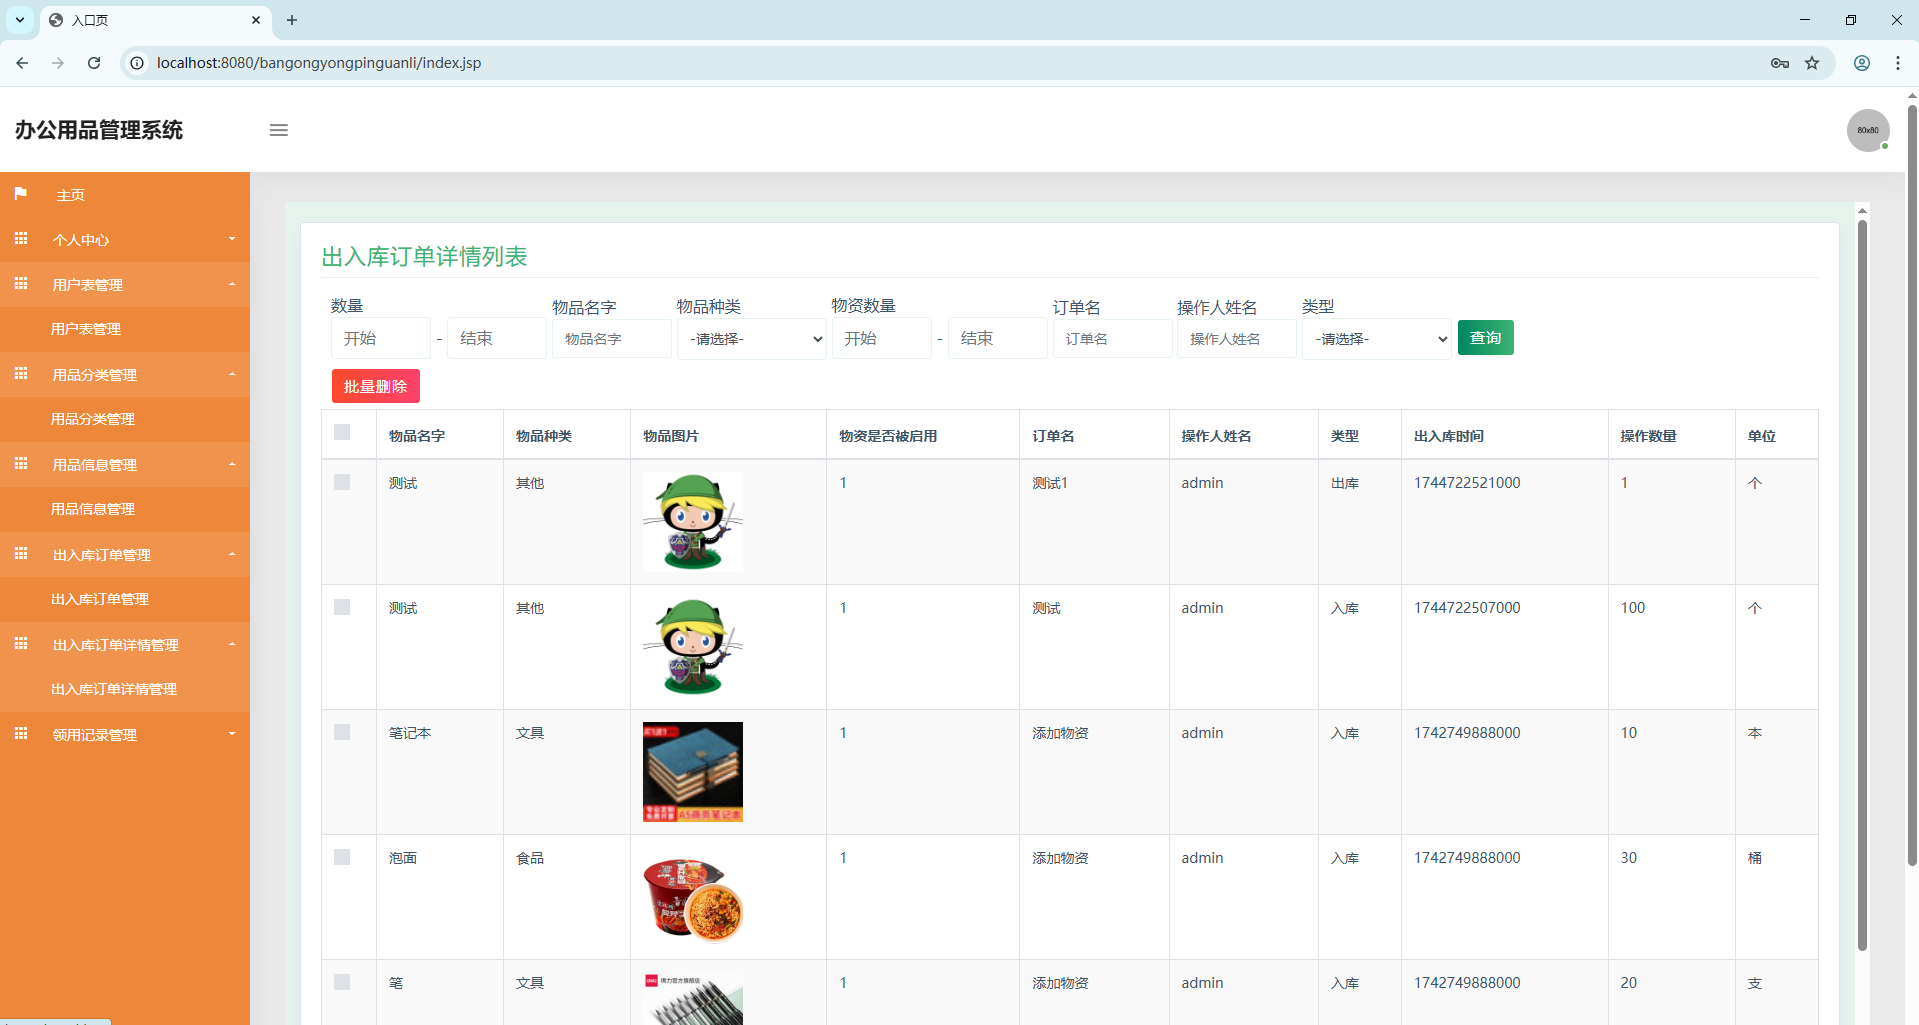 入口页
localhost:8080/bangongyongpinguanli/index.jsp
办公用品管理系统
80x80
主页
个人中心
用户表管理
用户表管理
用品分类管理
用品分类管理
用品信息管理
用品信息管理
出入库订单管理
出入库订单管理
出入库订单详情管理
出入库订单详情管理
领用记录管理
出入库订单详情列表
数量 物品名字 物品种类 物资数量 订单名 操作人姓名 类型
开始 - 结束 物品名字 -请选择- 开始 - 结束 订单名 操作人姓名 -请选择- 查询
批量删除
物品名字 物品种类 物品图片 物资是否被启用 订单名 操作人姓名 类型 出入库时间 操作数量 单位
测试 其他 1 测试1 admin 出库 1744722521000 1 个
测试 其他 1 测试 admin 入库 1744722507000 100 个
笔记本 文具 1 添加物资 admin 入库 1742749888000 10 本
A5商务笔记本
泡面 食品 1 添加物资 admin 入库 1742749888000 30 桶
笔 文具 1 添加物资 admin 入库 1742749888000 20 支
得力官方旗舰店